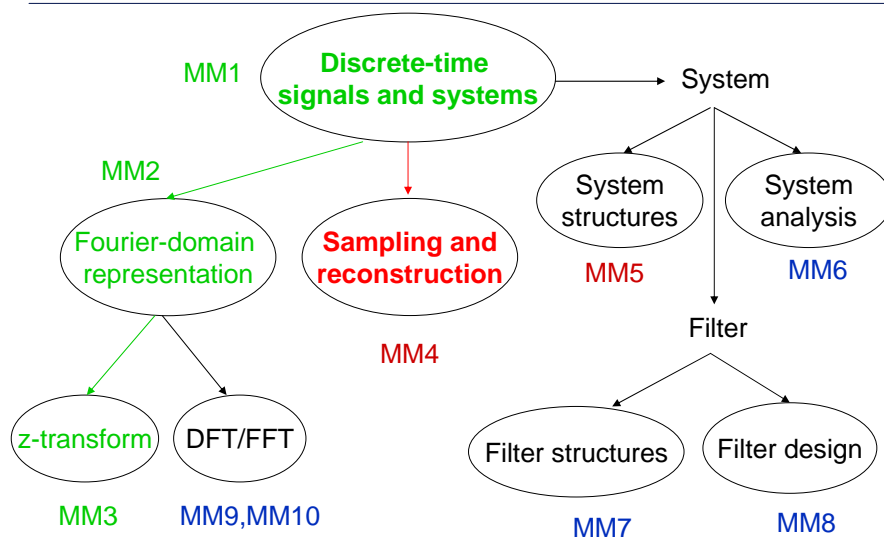 MM1
Discrete-time
signals and systems
System
MM2
System
structures
System
analysis
Fourier-domain
representation
Sampling and
reconstruction
MM5
MM6
MM4
Filter
z-transform
DFT/FFT
Filter structures
Filter design
MM3
MM9,MM10
MM7
MM8